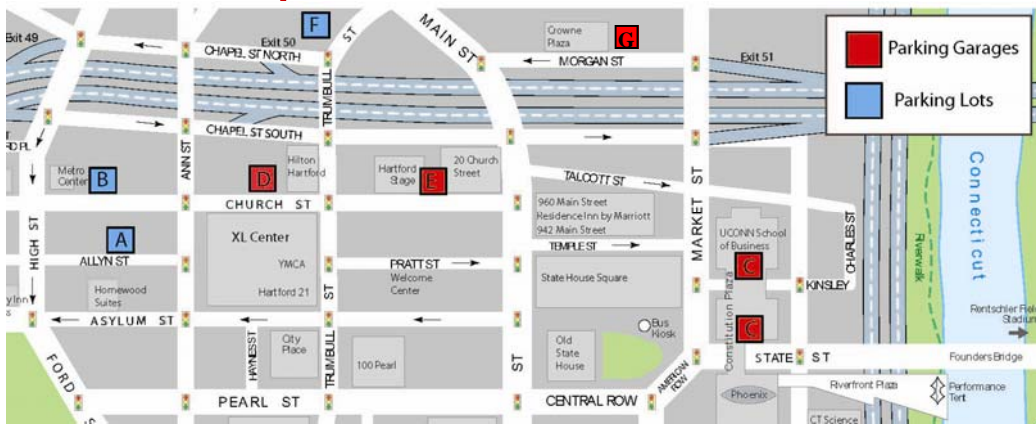 Exit 49
Exit 50
F
ST
MAIN ST
Crowne
Plaza
G
MORGAN ST
Exit 51
Parking Garages
Parking Lots
CHAPEL ST NORTH
TRUMBULL
CHAPEL ST SOUTH
ANN ST
Metro
Center
B
D
Hilton
Hartford
Hartford
Stage
E
20 Church
Street
TALCOTT ST
MARKET ST
CHURCH ST
HIGH ST
A
ALLYN ST
XL Center
YMCA
Hartford 21
PRATT ST
Welcome
Center
960 Main Street
Residence Inn by Marriott
942 Main Street
TEMPLE ST
UCONN School
of Business
C
CHARLES ST
Riverwalk
Connecticut
Homewood
Suites
State House Square
KINSLEY
ASYLUM ST
Bus
Kiosk
Constitution Plaza
C
Rentschler Field
Stadium
FORD S
HAYNES ST
City
Place
TRUMBULL
ST
100 Pearl
ST
Old
State
House
AMERICAN
ROW
STATE ST
Founders Bridge
PEARL ST
CENTRAL ROW
Phoenix
Riverfront Plaza
Performance
Tent
CT Science